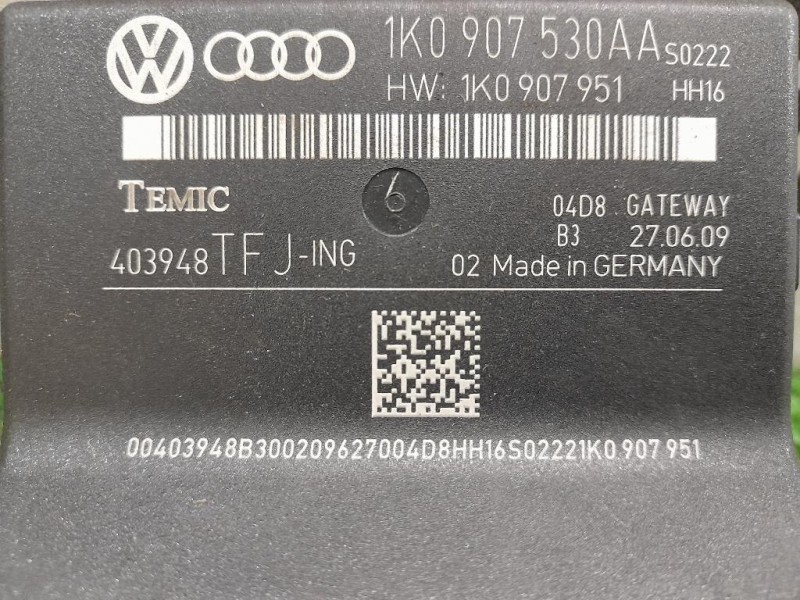 1K0 907 530AA S0222
HW: 1K0 907 951 HH16
TEMIC
6
04D8 GATEWAY
B3 27.06.09
403948TFJ-ING
02 Made in GERMANY
00403948B300209627004D8HH16S02221K0 907 951